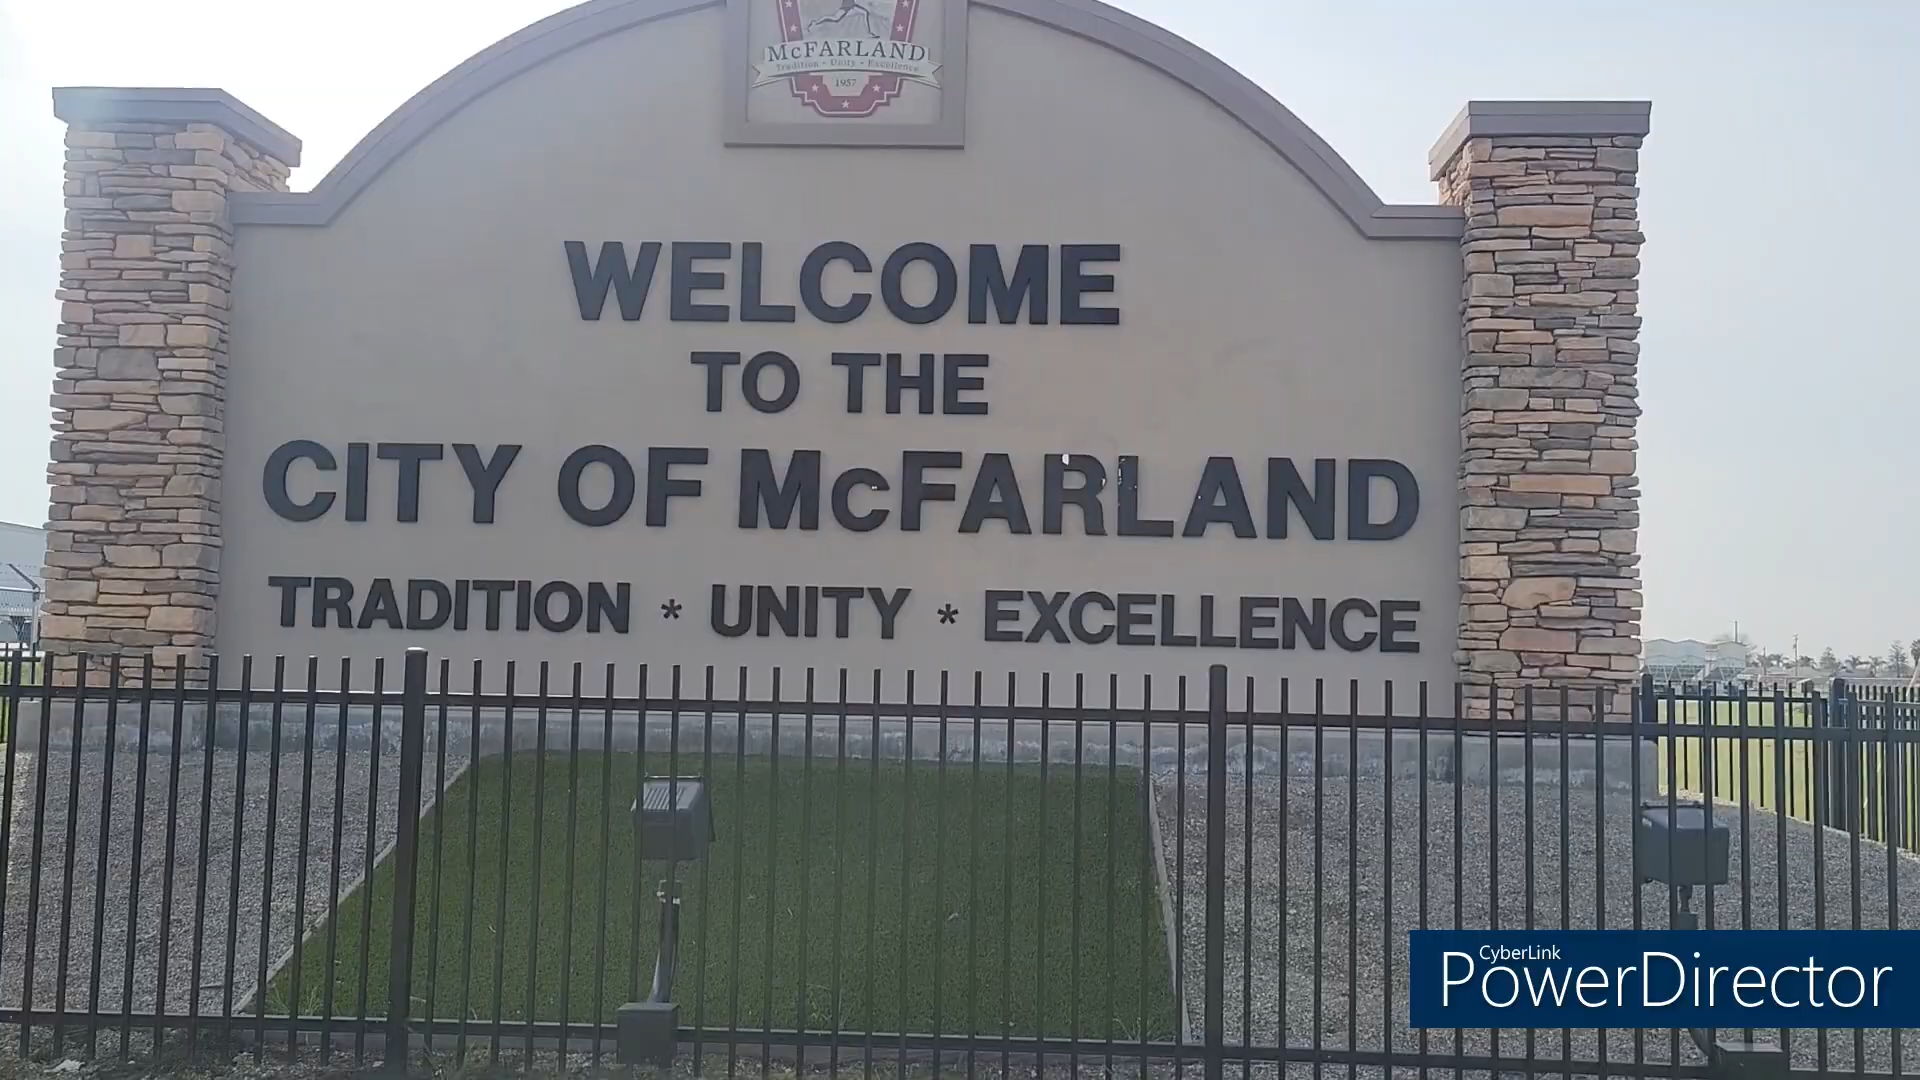 McFARLAND
Tradition • Unity • Excellence
1957
WELCOME
TO THE
CITY OF McFARLAND
TRADITION * UNITY * EXCELLENCE
CyberLink
PowerDirector